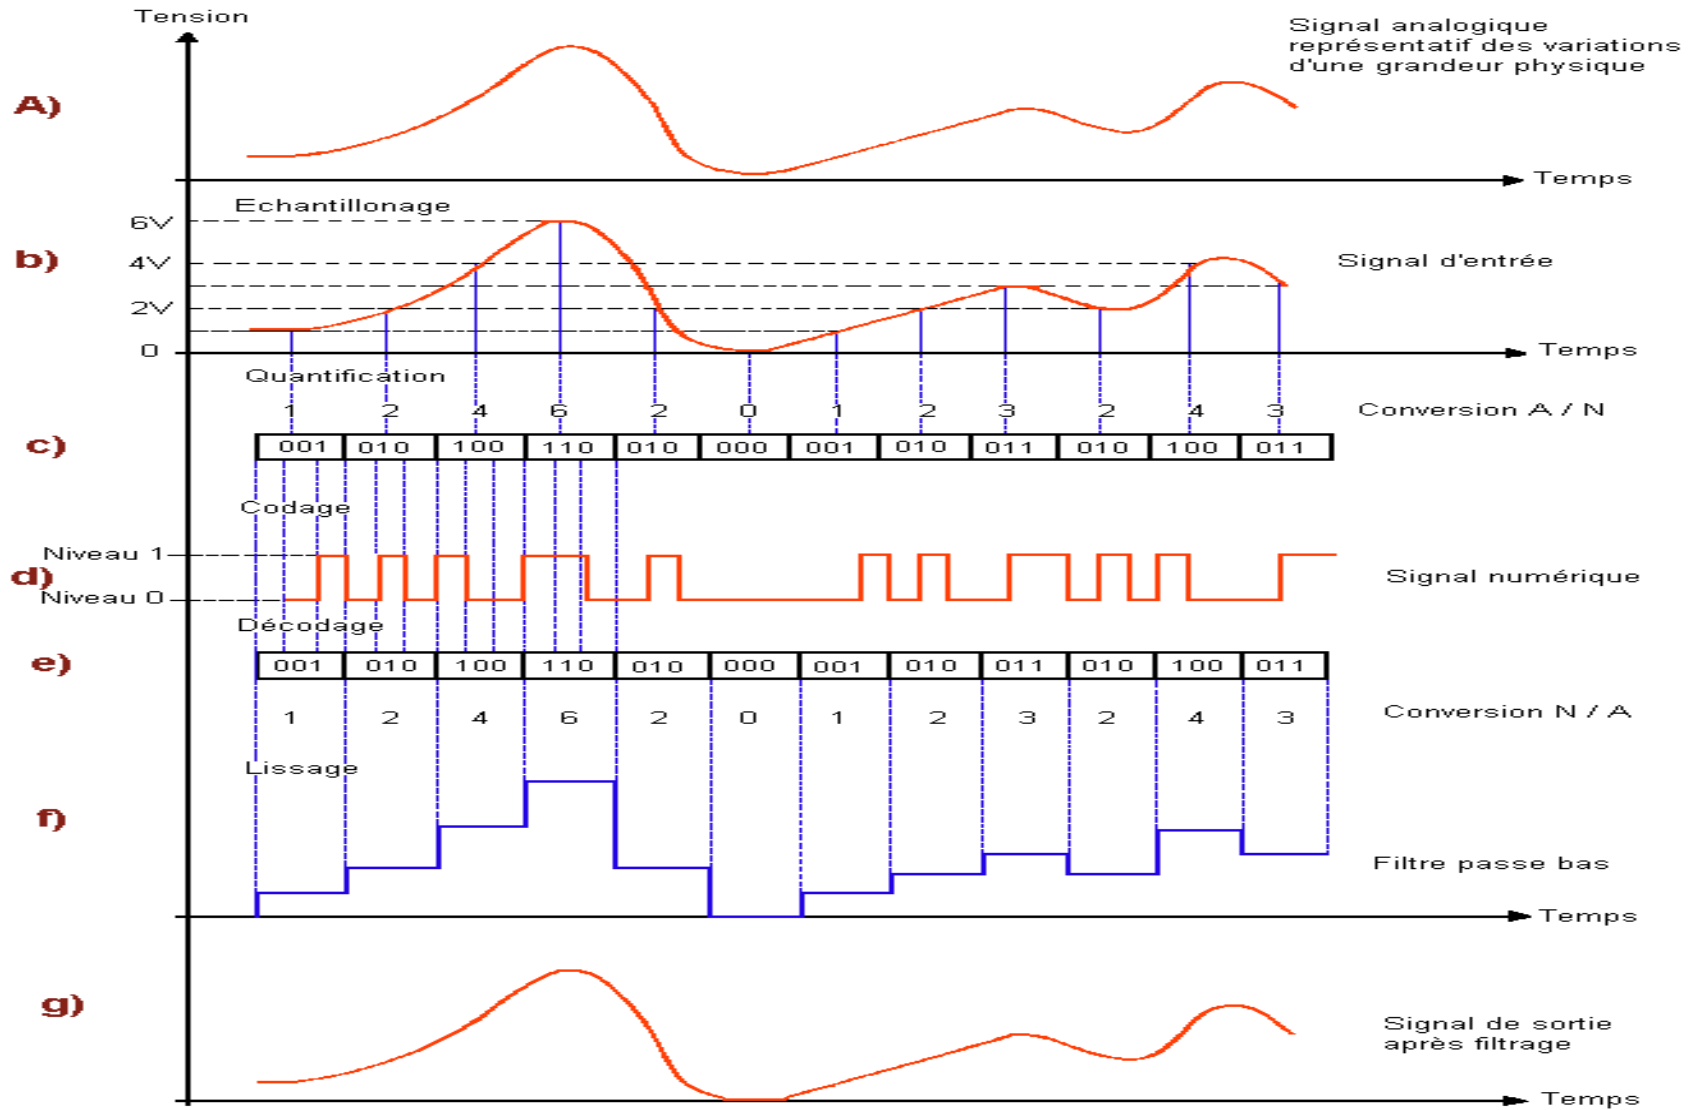 Tension
Signal analogique
représentatif des variations
d'une grandeur physique
A)
Temps
Echantillonage
6V
b)
4V
Signal d'entrée
2V
0
Temps
Quantification
1 2 4 6 2 0 1 2 3 2 4 3
Conversion A / N
c)
001 010 100 110 010 000 001 010 011 010 100 011
Codage
Niveau 1
d)
Signal numérique
Niveau 0
Décodage
e)
001 010 100 110 010 000 001 010 011 010 100 011
1 2 4 6 2 0 1 2 3 2 4 3
Conversion N / A
Lissage
f)
Filtre passe bas
Temps
g)
Signal de sortie
après filtrage
Temps